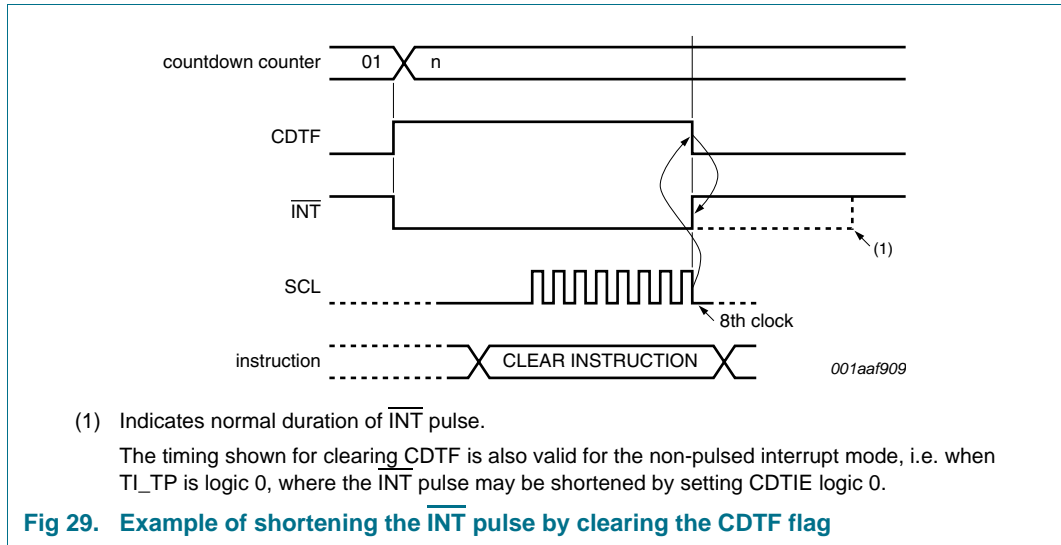 countdown counter 01 n
CDTF
INT
(1)
SCL
8th clock
instruction CLEAR INSTRUCTION
001aaf909
(1) Indicates normal duration of INT pulse.
The timing shown for clearing CDTF is also valid for the non-pulsed interrupt mode, i.e. when
TI_TP is logic 0, where the INT pulse may be shortened by setting CDTIE logic 0.
Fig 29. Example of shortening the INT pulse by clearing the CDTF flag